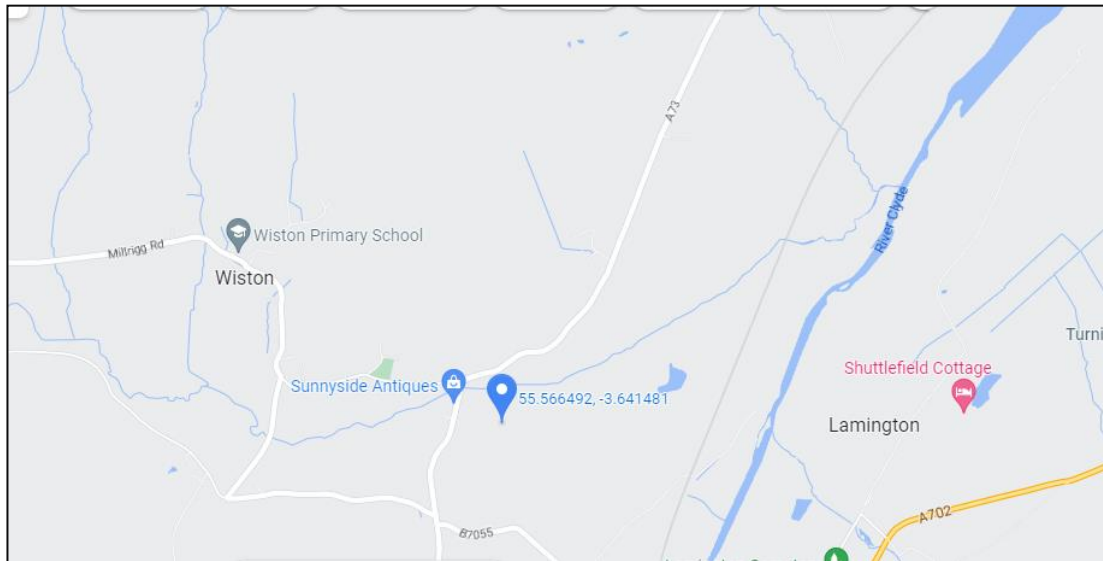 A73
River Clyde
Millrigg Rd
Wiston Primary School
Wiston
Turni
Shuttlefield Cottage
Sunnyside Antiques
55.566492, -3.641481
Lamington
A702
B7055